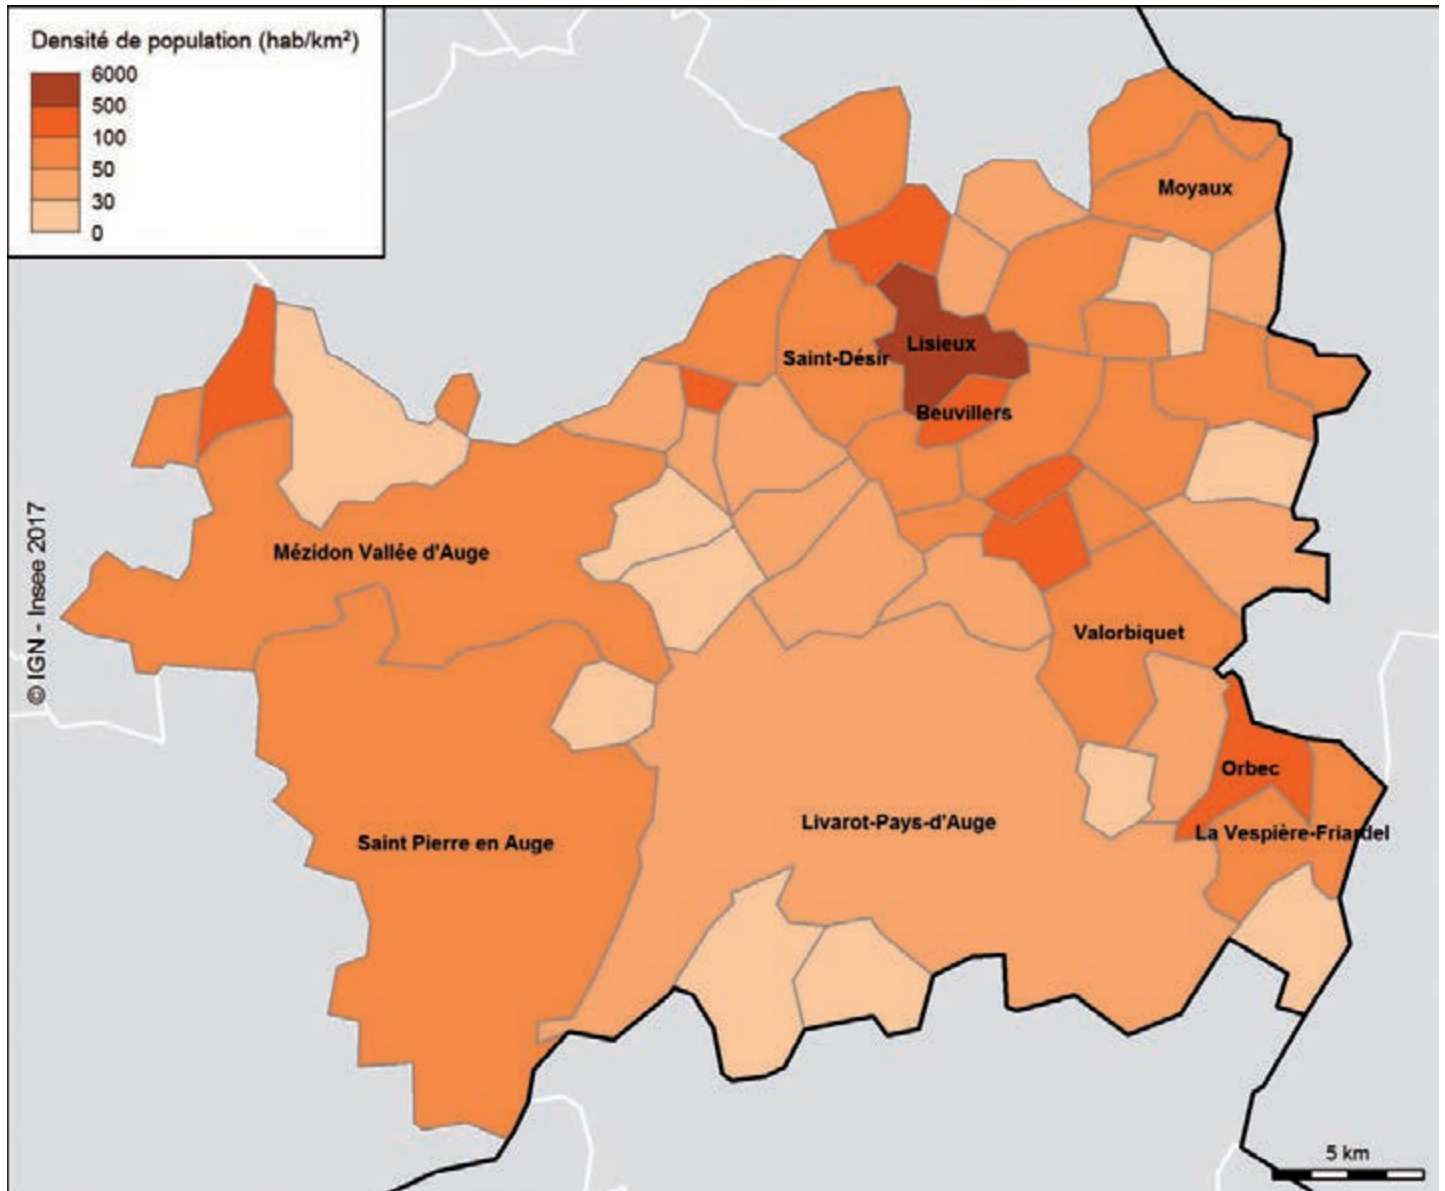 Densité de population (hab/km²)
6000
500
100
50
30
0
Moyaux
Lisieux
Saint-Désir
Beuvillers
© IGN - Insee 2017
Mézidon Vallée d'Auge
Valorbiquet
Orbec
Livarot-Pays-d'Auge
La Vespière-Friardel
Saint Pierre en Auge
5 km